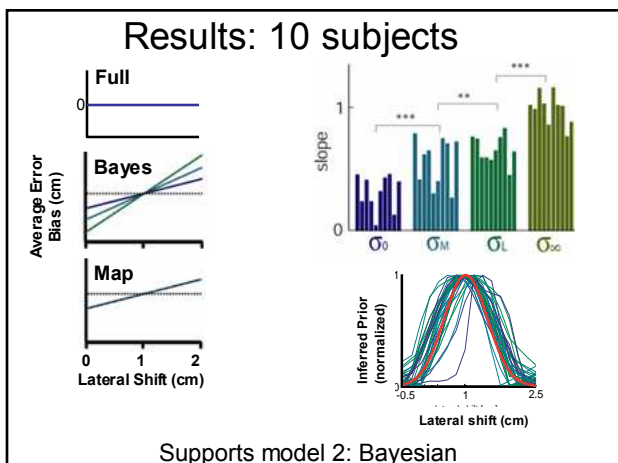 Results: 10 subjects
Full
0
Bayes
Average Error
Bias (cm)
Map
0 1 2
Lateral Shift (cm)
***
**
***
1
slope
0
σ0 σM σL σ∞
1
Inferred Prior
(normalized)
0
-0.5 1 2.5
Lateral shift (cm)
Supports model 2: Bayesian